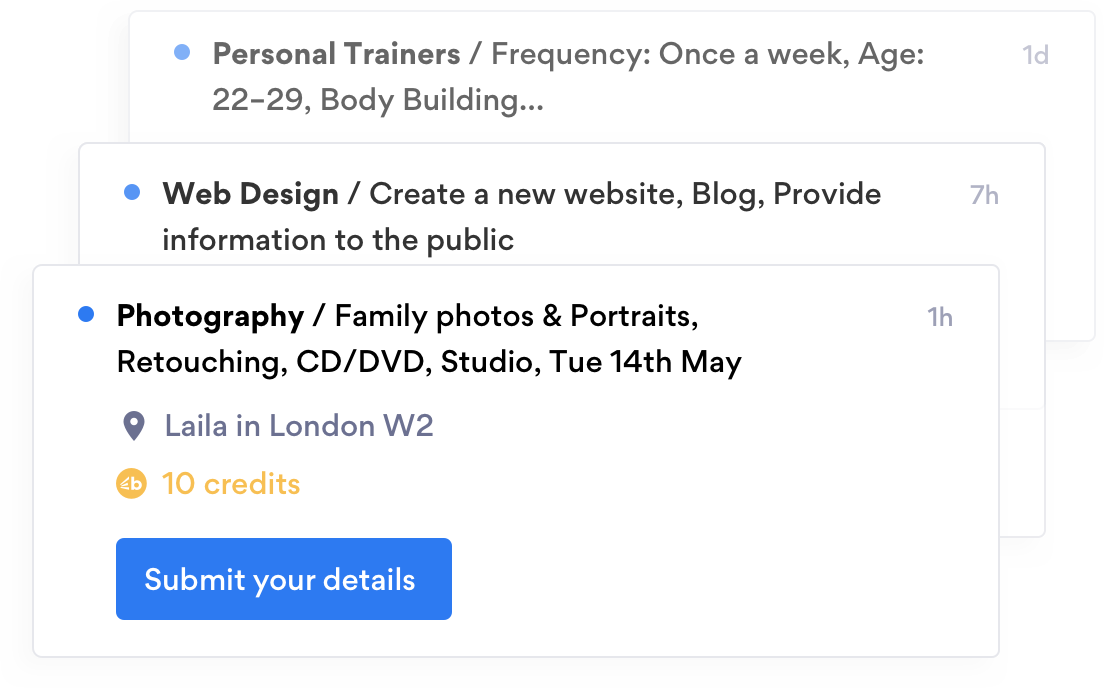 Personal Trainers / Frequency: Once a week, Age: 1d
22–29, Body Building...
Web Design / Create a new website, Blog, Provide 7h
information to the public
Photography / Family photos & Portraits, 1h
Retouching, CD/DVD, Studio, Tue 14th May
Laila in London W2
b 10 credits
Submit your details